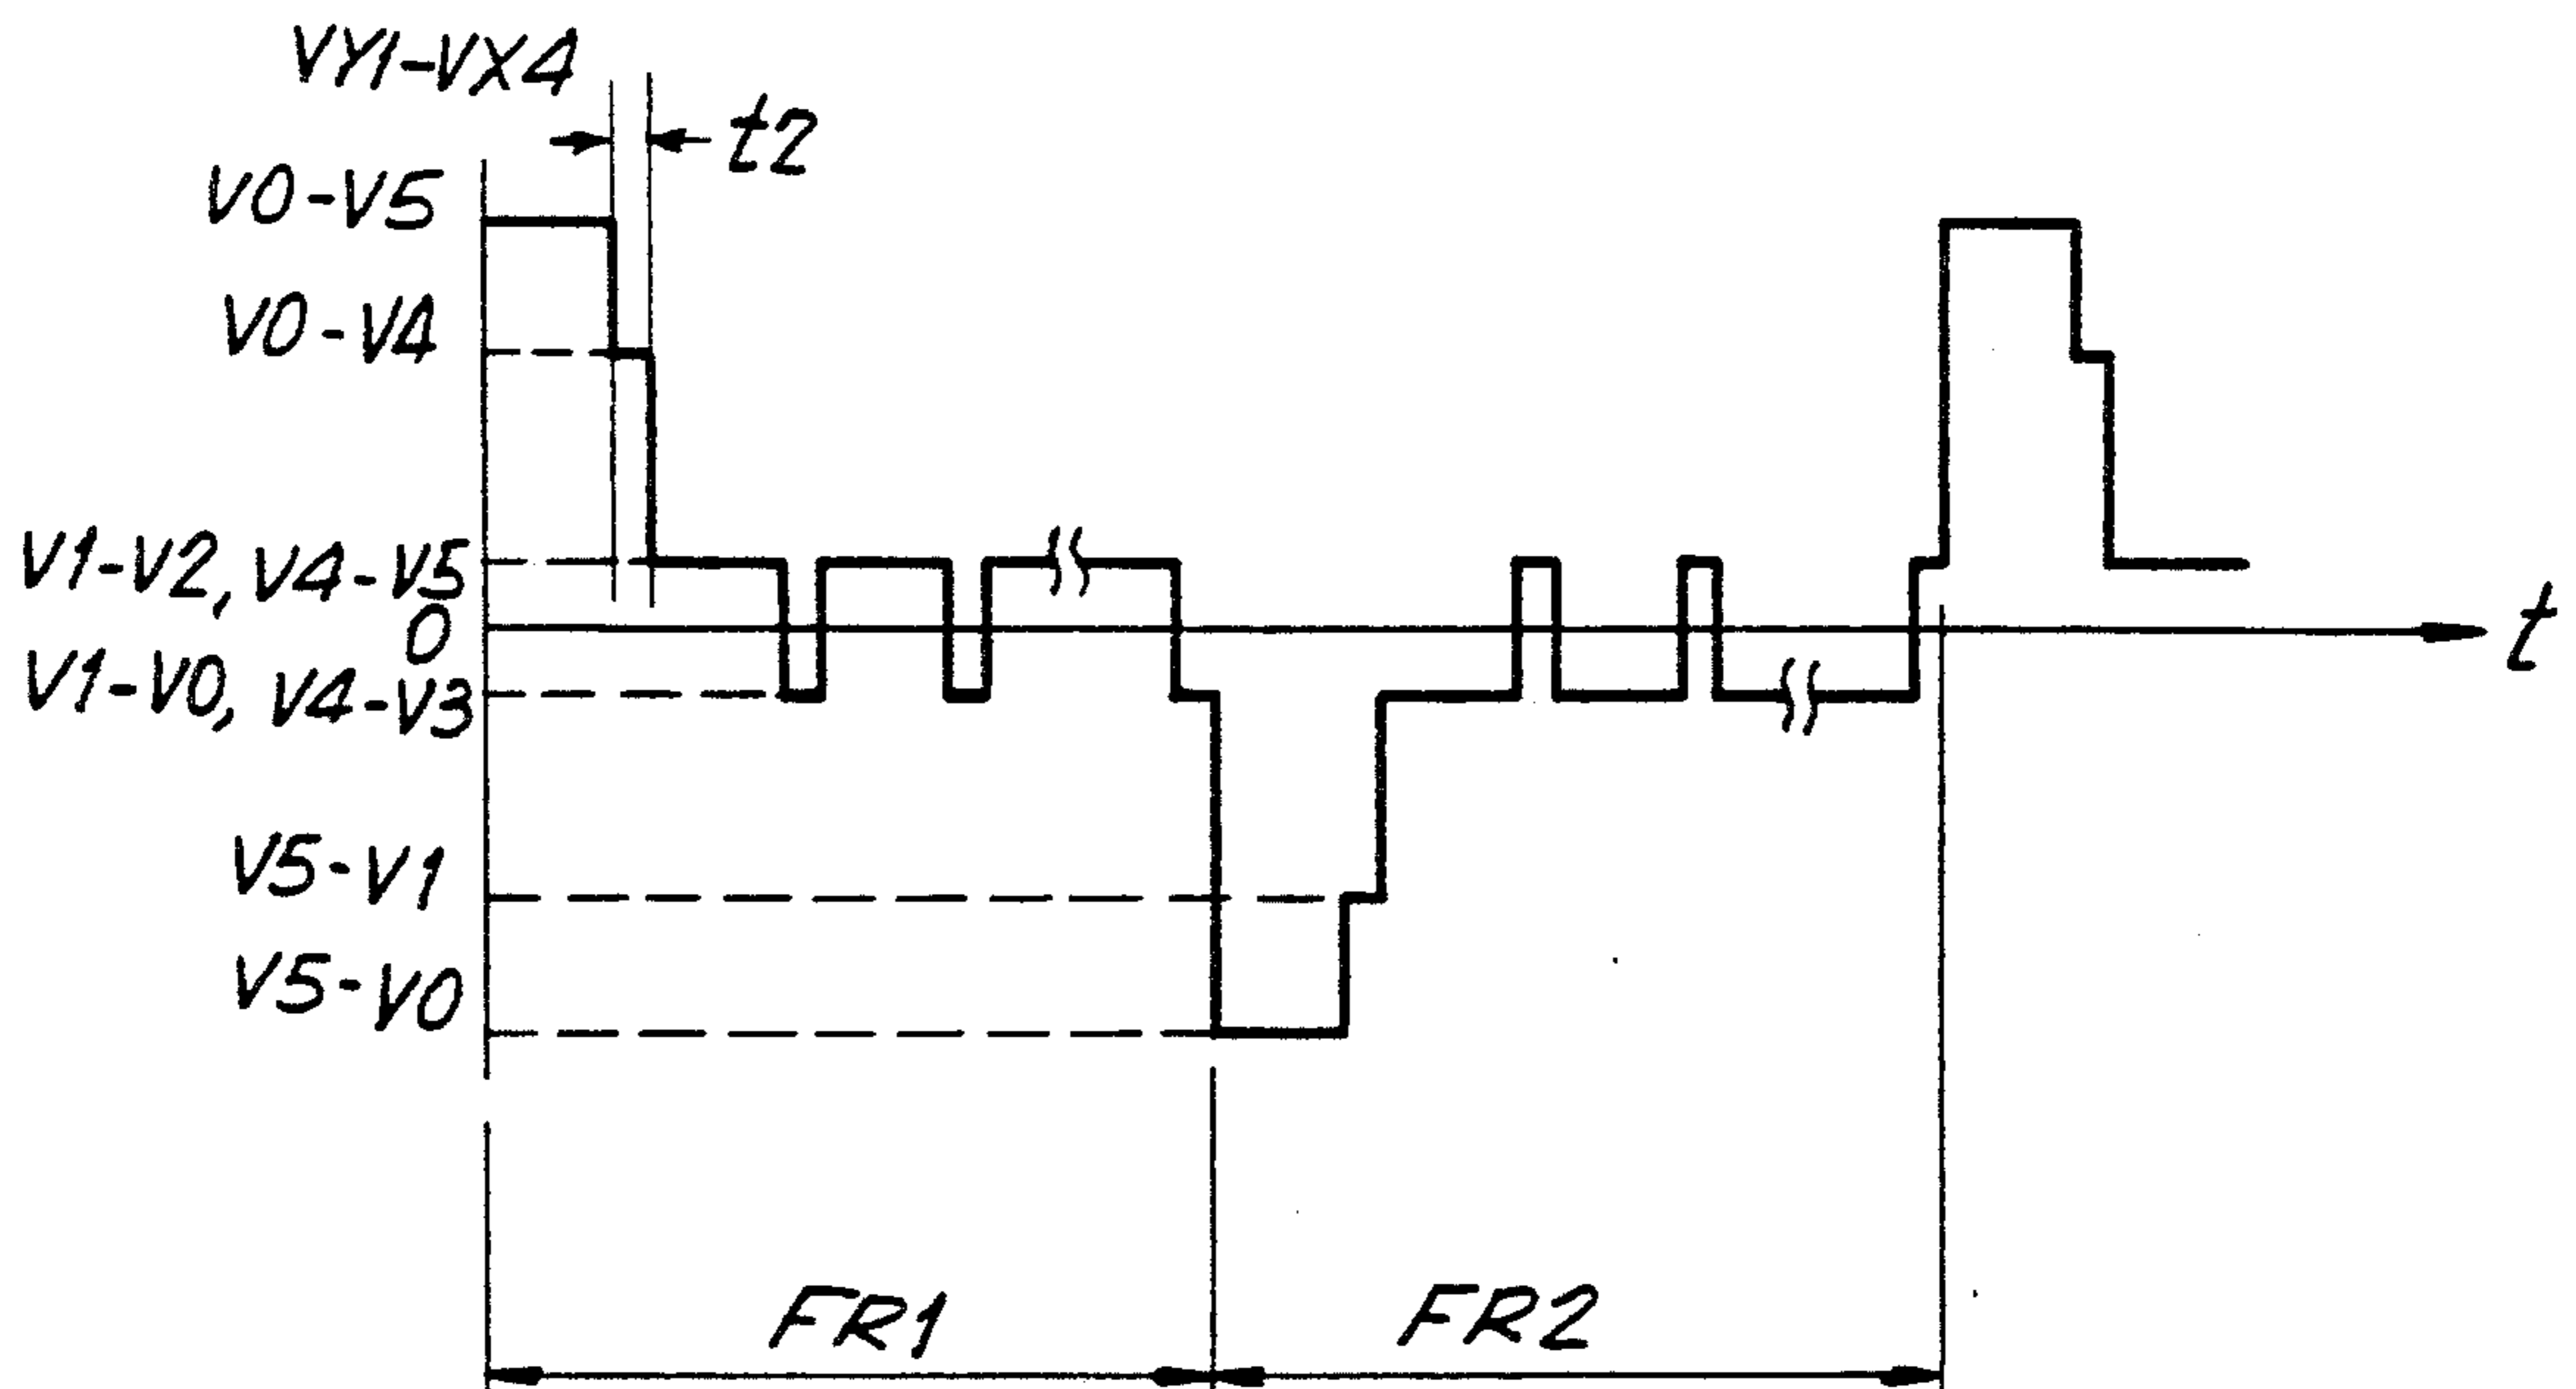 VY1-VX4
t2
V0-V5
V0-V4
V1-V2, V4-V5
0
V1-V0, V4-V3
t
V5-V1
V5-V0
FR1
FR2